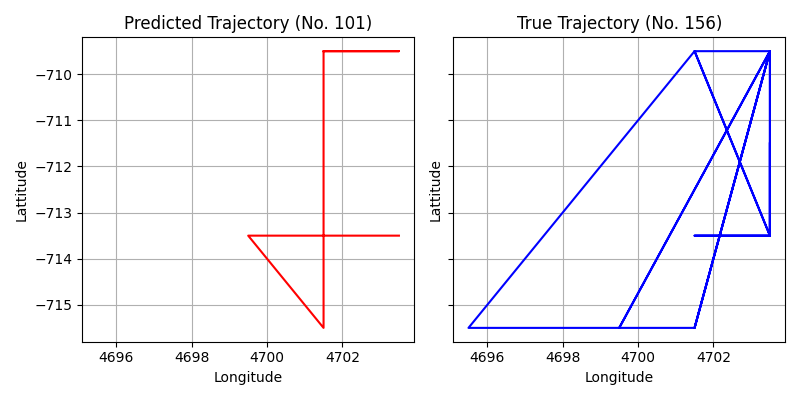 Predicted Trajectory (No. 101)
True Trajectory (No. 156)
Lattitude
−710
−711
−712
−713
−714
−715
4696
4698
4700
4702
Longitude
Lattitude
4696
4698
4700
4702
Longitude